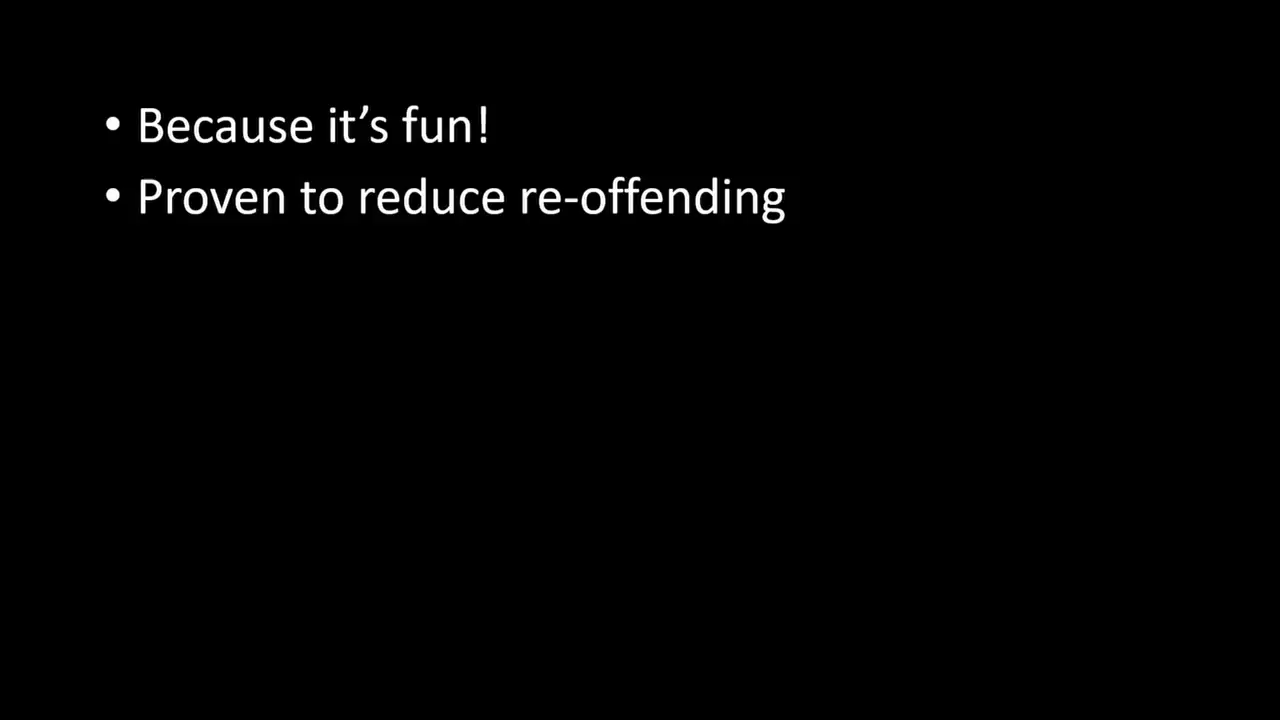 • Because it’s fun!
• Proven to reduce re-offending